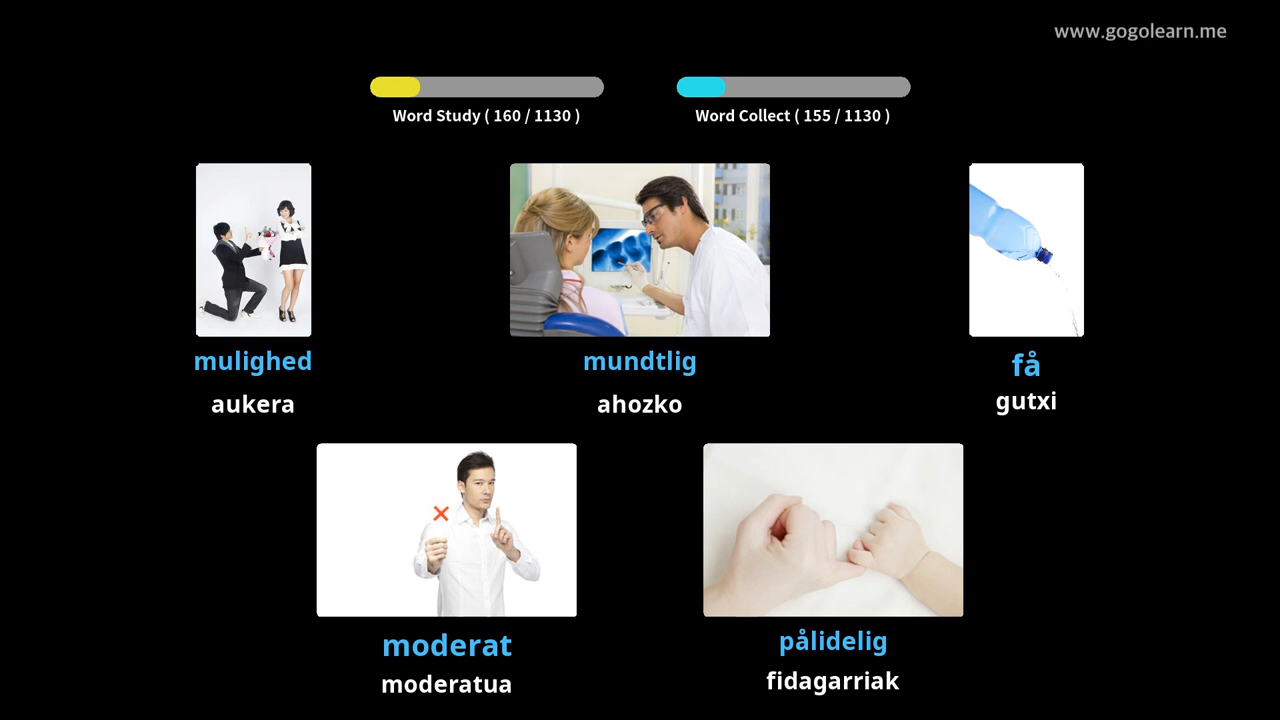 www.gogolearn.me
Word Study ( 160 / 1130 )
Word Collect ( 155 / 1130 )
mulighed
aukera
mundtlig
ahozko
få
gutxi
moderat
moderatua
pålidelig
fidagarriak